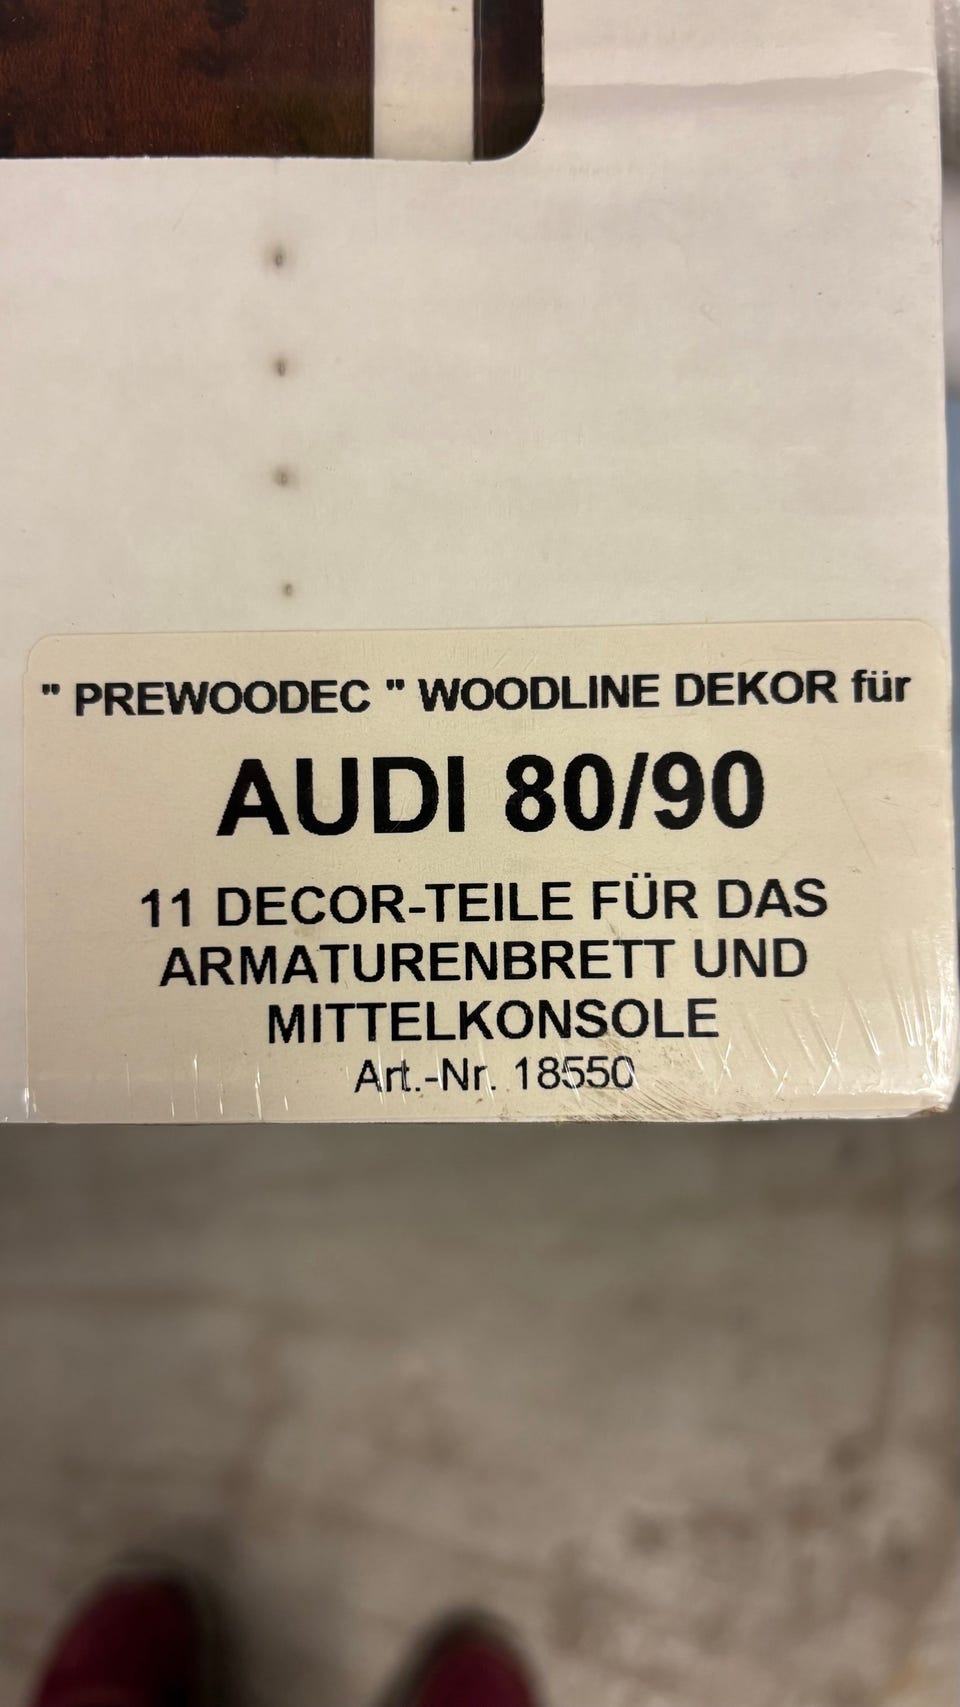 " PREWOODEC " WOODLINE DEKOR für
AUDI 80/90
11 DECOR-TEILE FÜR DAS
ARMATURENBRETT UND
MITTELKONSOLE
Art.-Nr. 18550